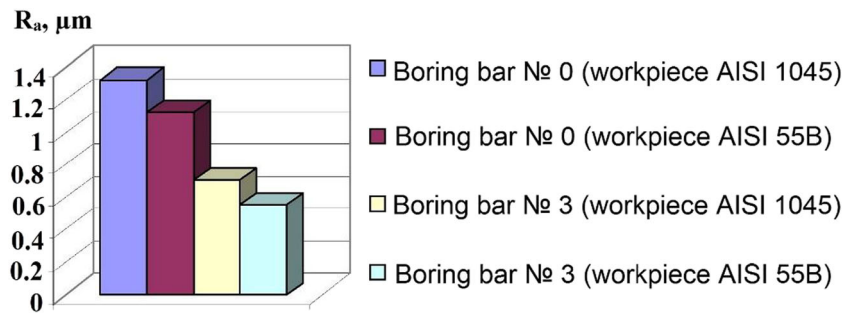 Ra, µm
1.4
1.2
1
0.8
0.6
0.4
0.2
0
Boring bar № 0 (workpiece AISI 1045)
Boring bar № 0 (workpiece AISI 55B)
Boring bar № 3 (workpiece AISI 1045)
Boring bar № 3 (workpiece AISI 55B)